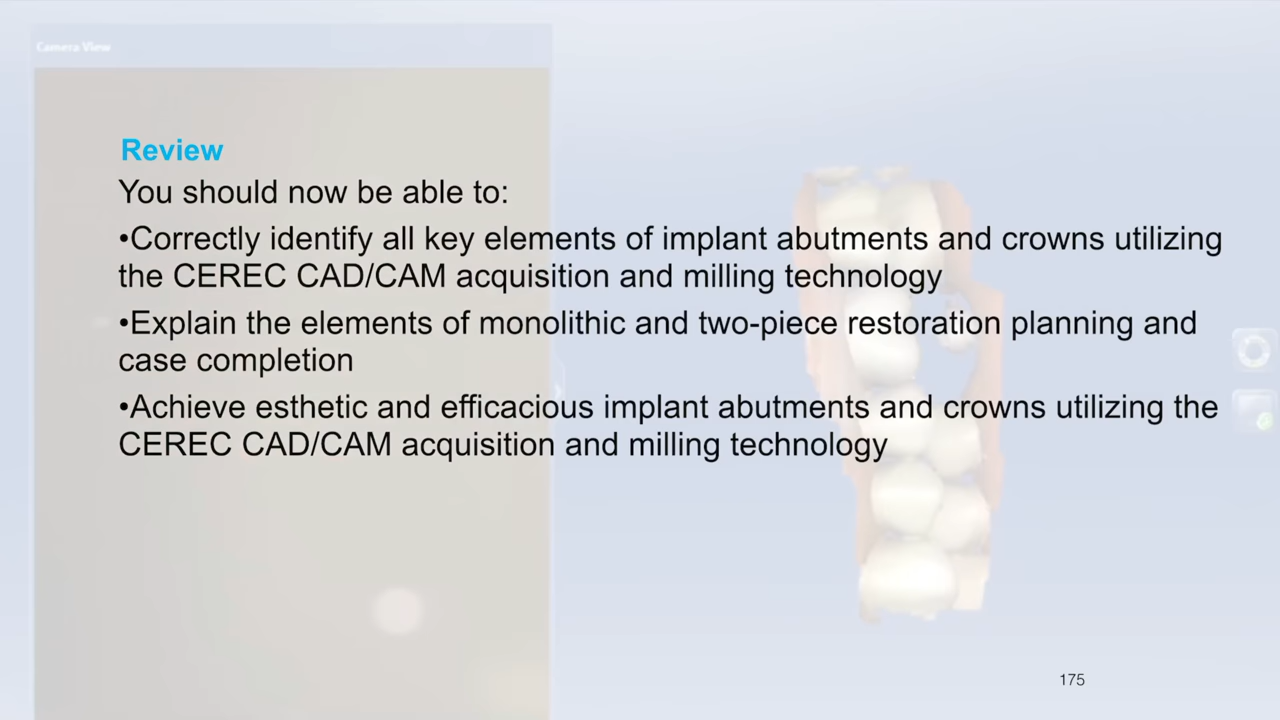 Camera View
Review
You should now be able to:
•Correctly identify all key elements of implant abutments and crowns utilizing
the CEREC CAD/CAM acquisition and milling technology
•Explain the elements of monolithic and two-piece restoration planning and
case completion
•Achieve esthetic and efficacious implant abutments and crowns utilizing the
CEREC CAD/CAM acquisition and milling technology
175